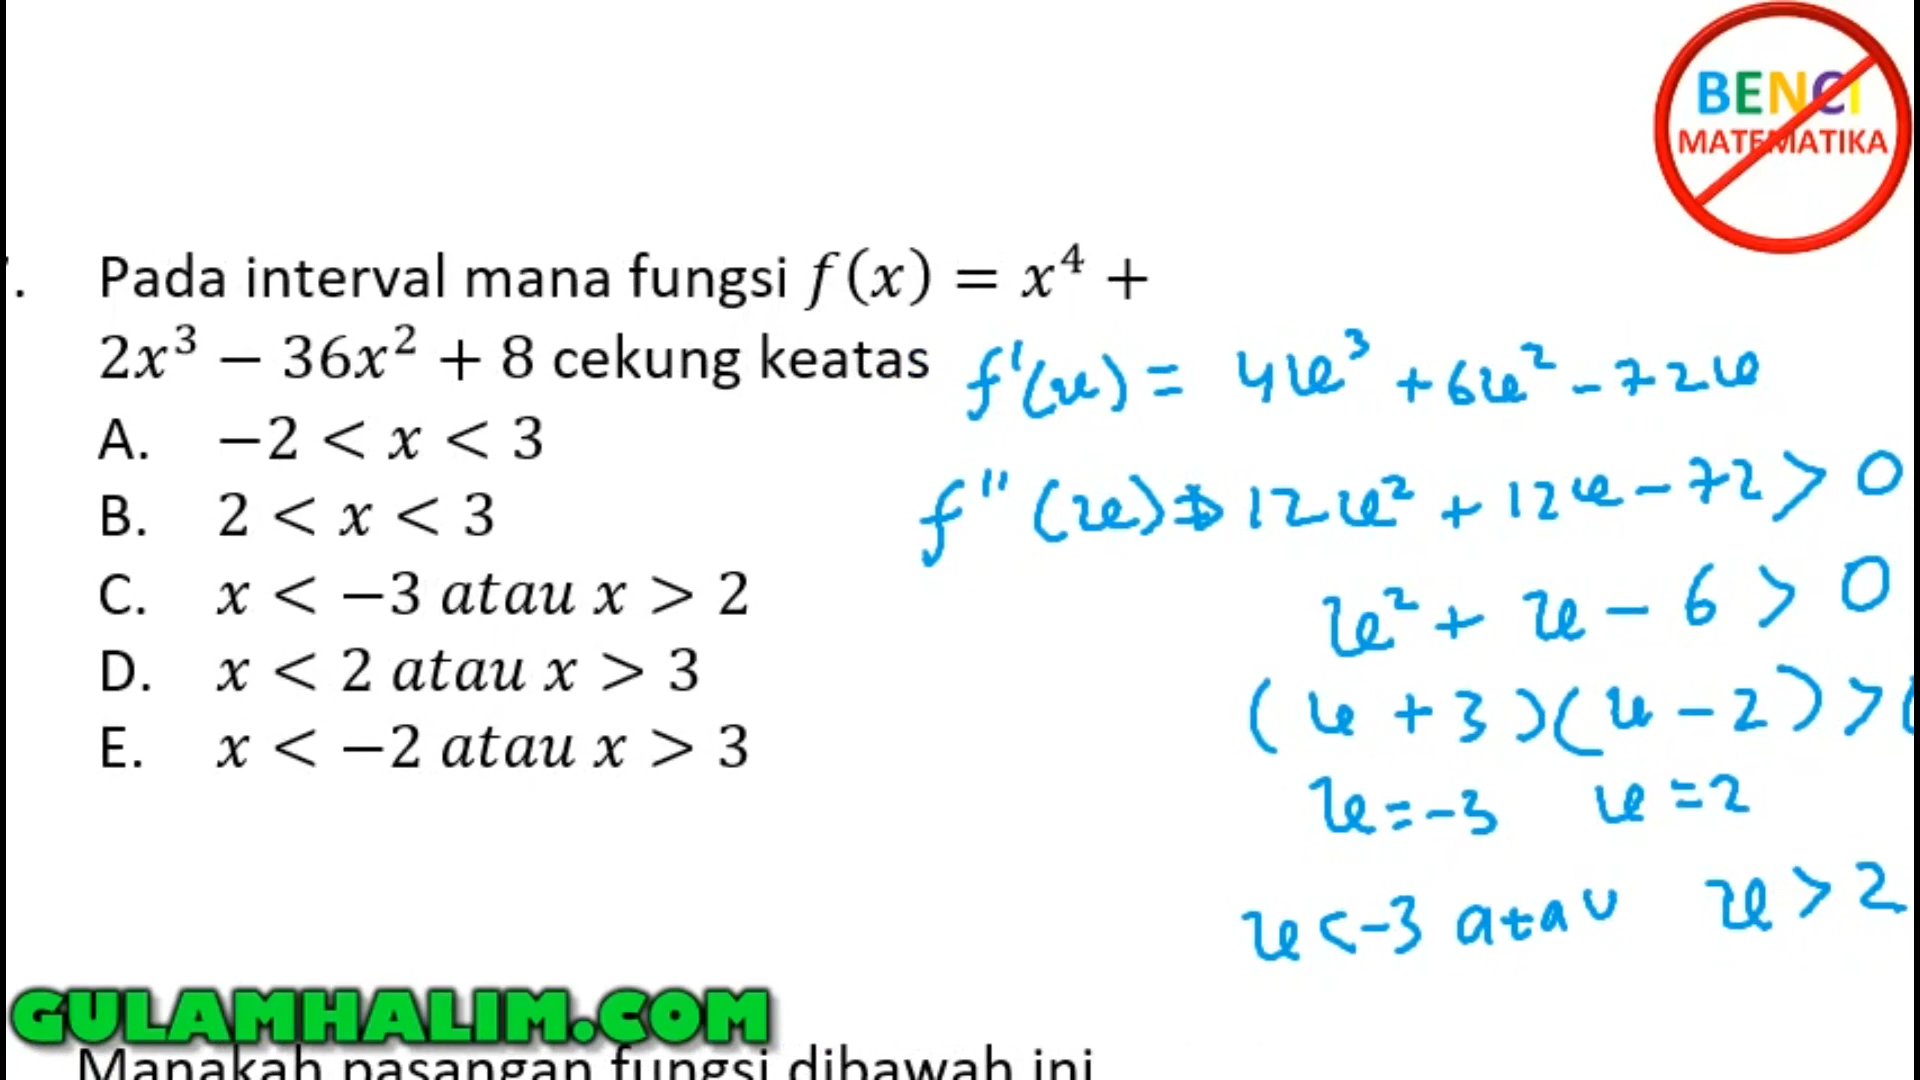 BENCI
MATEMATIKA
. Pada interval mana fungsi f(x) = x⁴ +
2x³ − 36x² + 8 cekung keatas
A. −2 < x < 3
B. 2 < x < 3
C. x < −3 atau x > 2
D. x < 2 atau x > 3
E. x < −2 atau x > 3
f'(x) = 4x³ + 6x² - 72x
f"(x) ⇒ 12x² + 12x - 72 > 0
x² + x - 6 > 0
(x + 3)(x - 2) > 0
x = -3 x = 2
x < -3 atau x > 2
GULAMHALIM.COM
Manakah pasangan fungsi dibawah ini